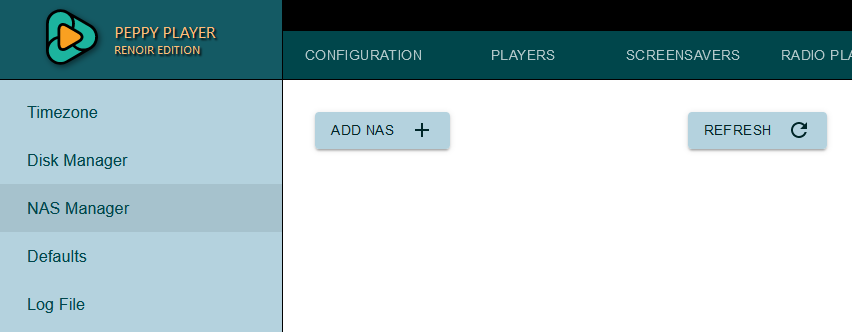 PEPPY PLAYER
RENOIR EDITION
CONFIGURATION PLAYERS SCREENSAVERS RADIO PLA
Timezone
Disk Manager
NAS Manager
Defaults
Log File
ADD NAS REFRESH